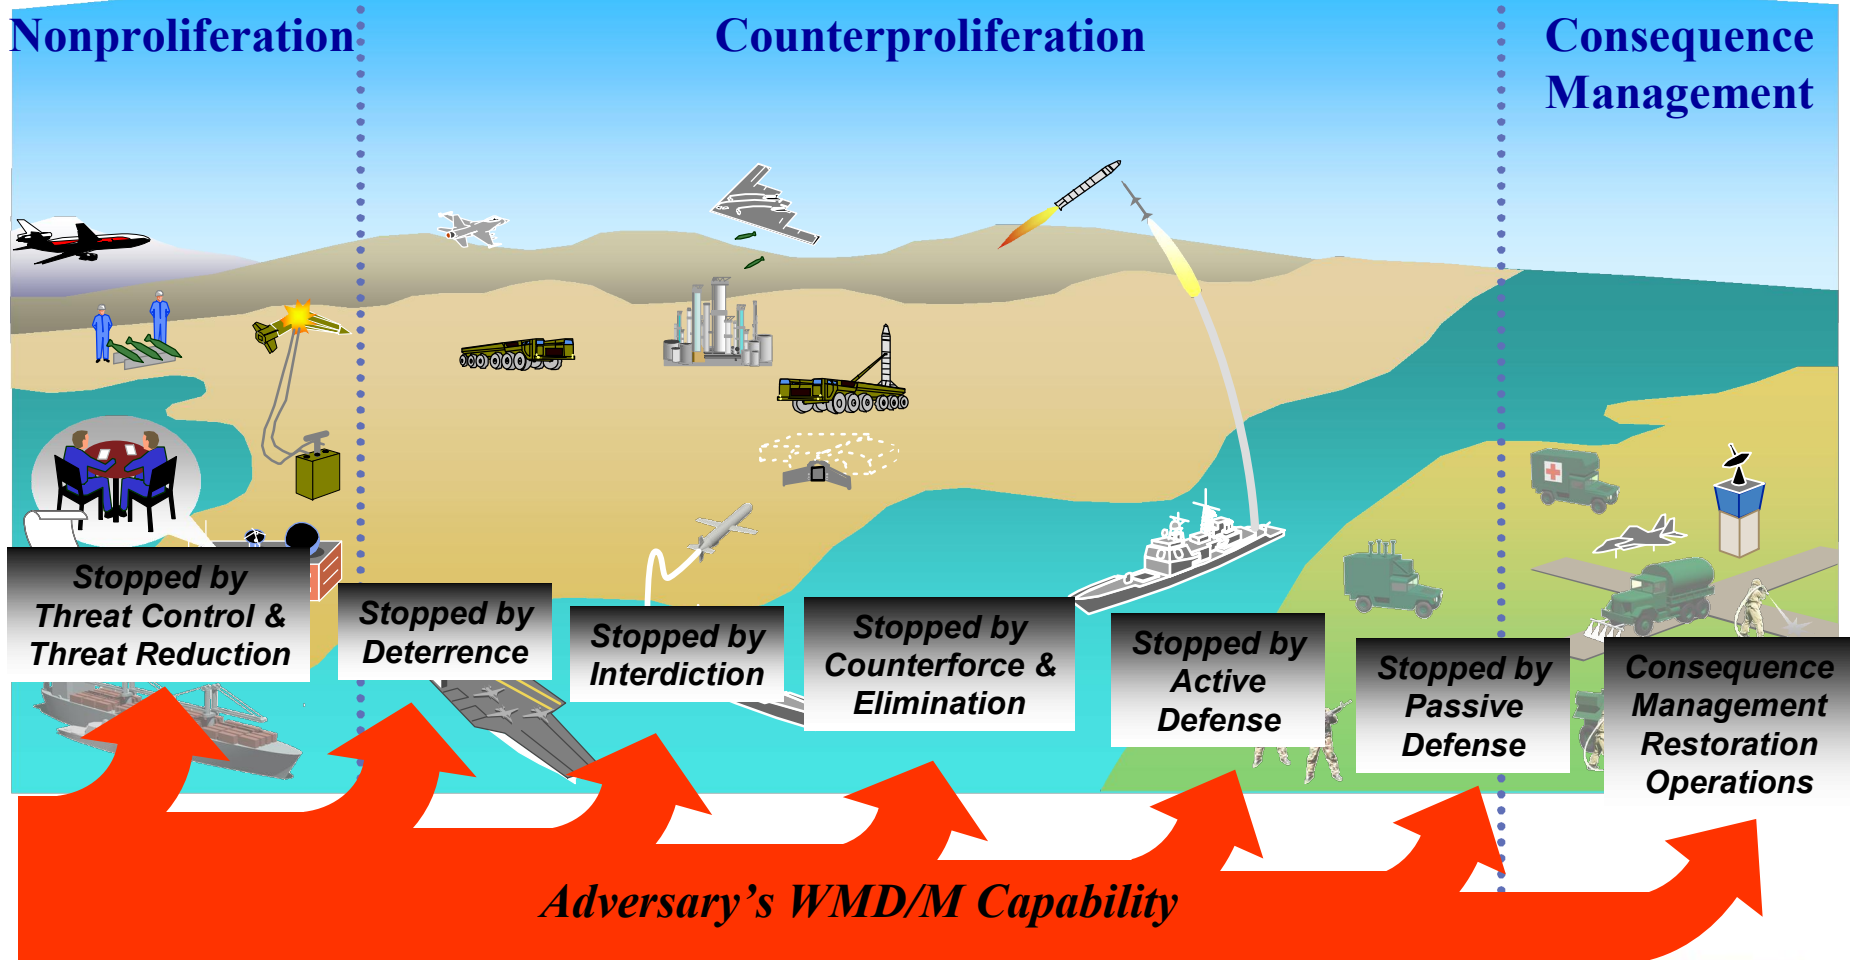 Nonproliferation
Counterproliferation
Consequence
Management
Stopped by
Threat Control &
Threat Reduction
Stopped by
Deterrence
Stopped by
Interdiction
Stopped by
Counterforce &
Elimination
Stopped by
Active
Defense
Stopped by
Passive
Defense
Consequence
Management
Restoration
Operations
Adversary’s WMD/M Capability